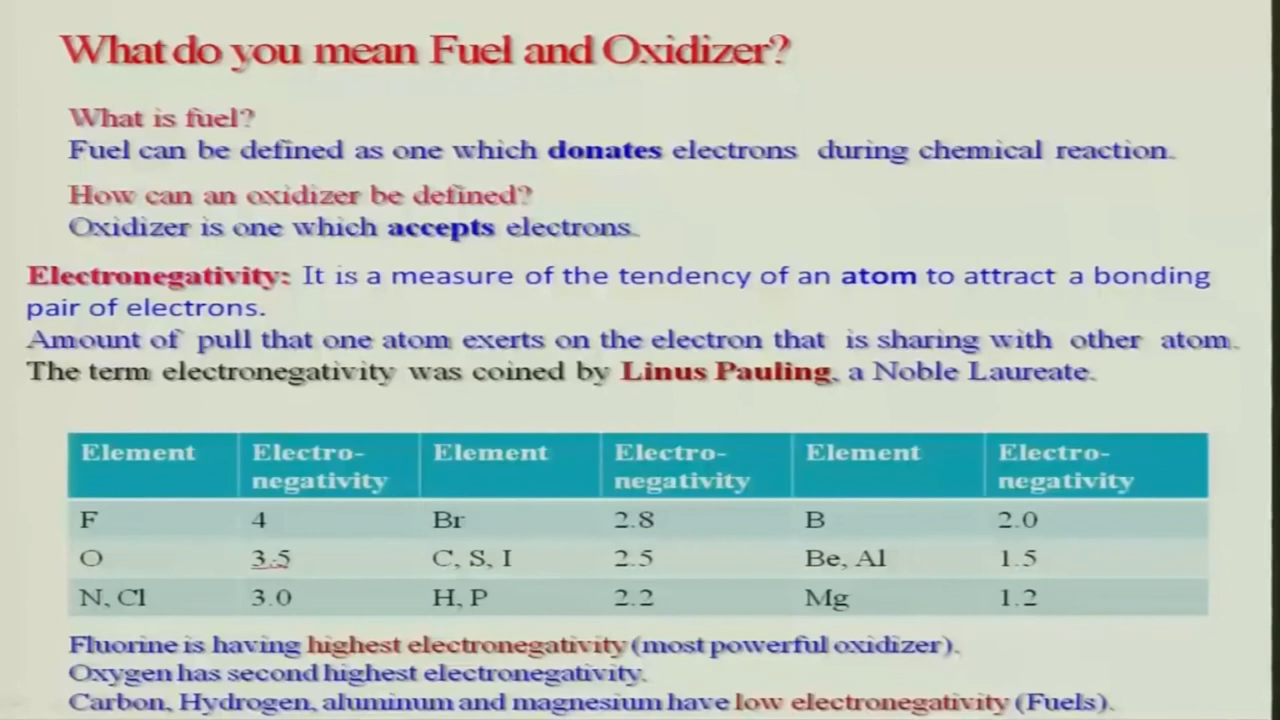 What do you mean Fuel and Oxidizer?
What is fuel?
Fuel can be defined as one which donates electrons during chemical reaction.
How can an oxidizer be defined?
Oxidizer is one which accepts electrons.
Electronegativity: It is a measure of the tendency of an atom to attract a bonding
pair of electrons.
Amount of pull that one atom exerts on the electron that is sharing with other atom.
The term electronegativity was coined by Linus Pauling, a Noble Laureate.
Element Electro- Element Electro- Element Electro-
negativity negativity negativity
F 4 Br 2.8 B 2.0
O 3.5 C, S, I 2.5 Be, Al 1.5
N, Cl 3.0 H, P 2.2 Mg 1.2
Fluorine is having highest electronegativity (most powerful oxidizer).
Oxygen has second highest electronegativity.
Carbon, Hydrogen, aluminum and magnesium have low electronegativity (Fuels).